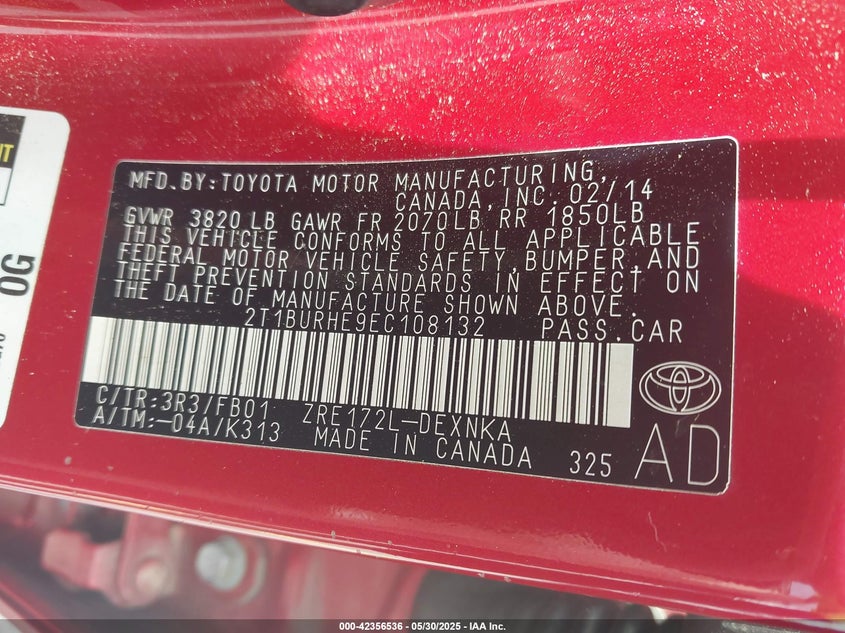 MFD.BY:TOYOTA MOTOR MANUFACTURING,
CANADA, INC. 02/14
GVWR 3820 LB GAWR FR 2070LB RR 1850LB
THIS VEHICLE CONFORMS TO ALL APPLICABLE
FEDERAL MOTOR VEHICLE SAFETY, BUMPER, AND
THEFT PREVENTION STANDARDS IN EFFECT ON
THE DATE OF MANUFACTURE SHOWN ABOVE.
2T1BURHE9EC108132 PASS.CAR
C/TR:3R3/FB01 ZRE172L-DEXNKA
A/TM:-04A/K313 MADE IN CANADA 325
AD
0G
000-42356536 - 05/30/2025 - IAA Inc.